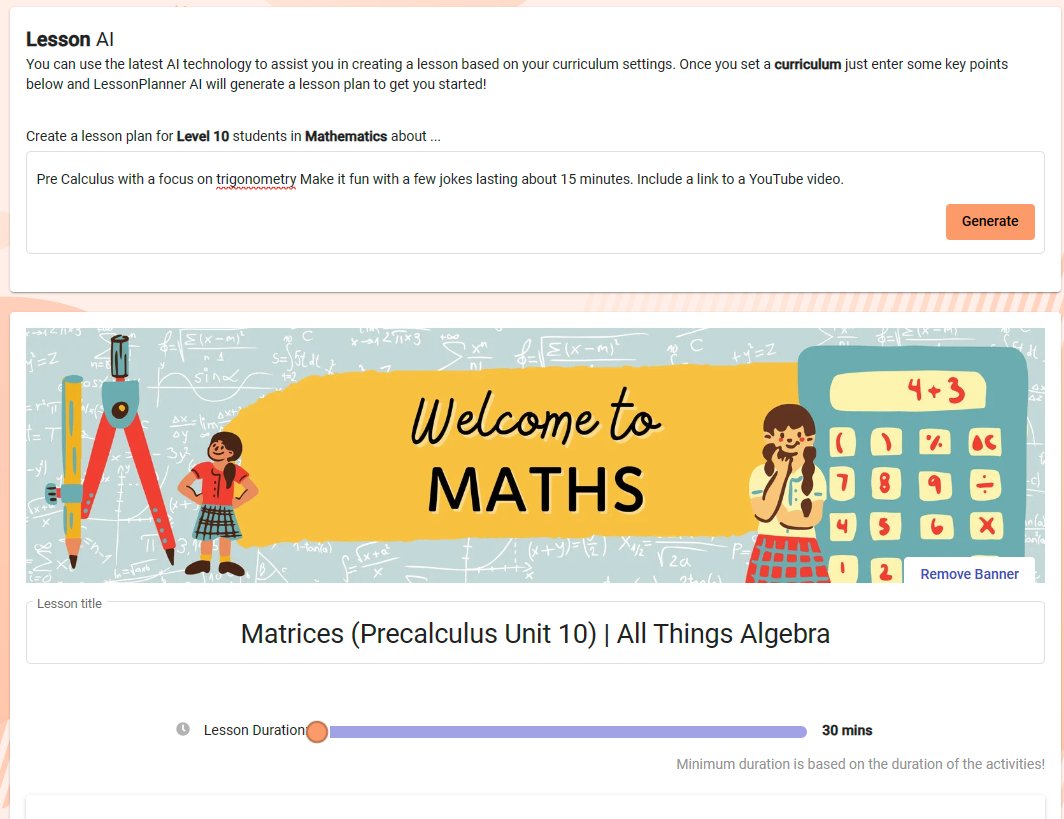 Lesson AI
You can use the latest AI technology to assist you in creating a lesson based on your curriculum settings. Once you set a curriculum just enter some key points
below and LessonPlanner AI will generate a lesson plan to get you started!
Create a lesson plan for Level 10 students in Mathematics about ...
Pre Calculus with a focus on trigonometry Make it fun with a few jokes lasting about 15 minutes. Include a link to a YouTube video.
Generate
Welcome to
MATHS
4+3
( ) %
7 8 9 ÷
4 5 6 X
1 2
Remove Banner
Lesson title
Matrices (Precalculus Unit 10) | All Things Algebra
Lesson Duration
30 mins
Minimum duration is based on the duration of the activities!